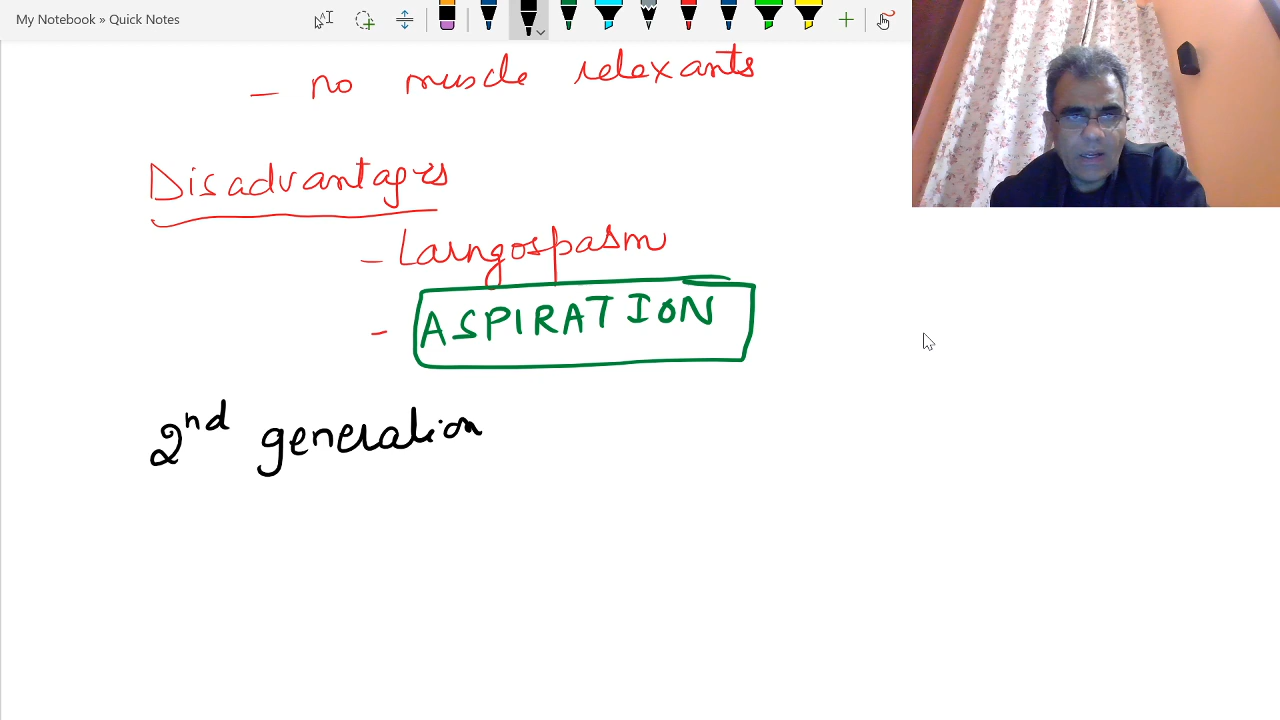 My Notebook » Quick Notes
- no muscle relaxants
Disadvantages
- Laryngospasm
- ASPIRATION
2nd generation